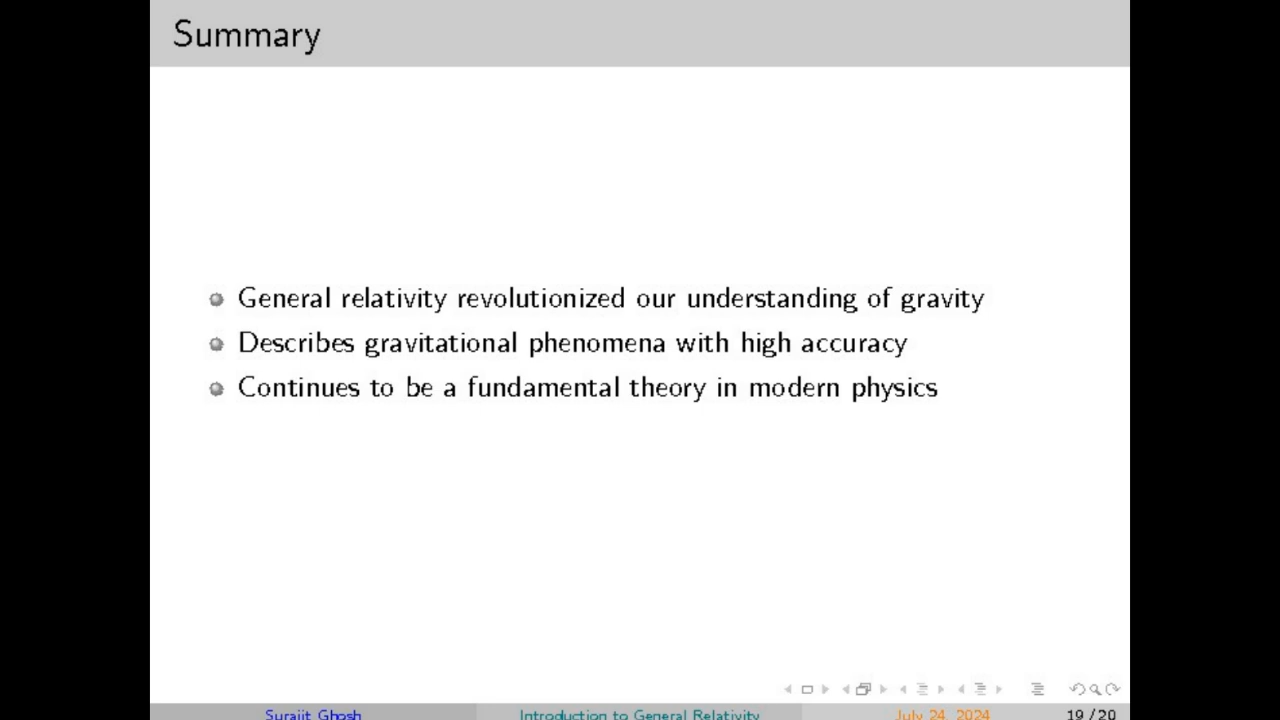 Summary
General relativity revolutionized our understanding of gravity
Describes gravitational phenomena with high accuracy
Continues to be a fundamental theory in modern physics
Surajit Ghosh
Introduction to General Relativity
July 24, 2024
19 / 20